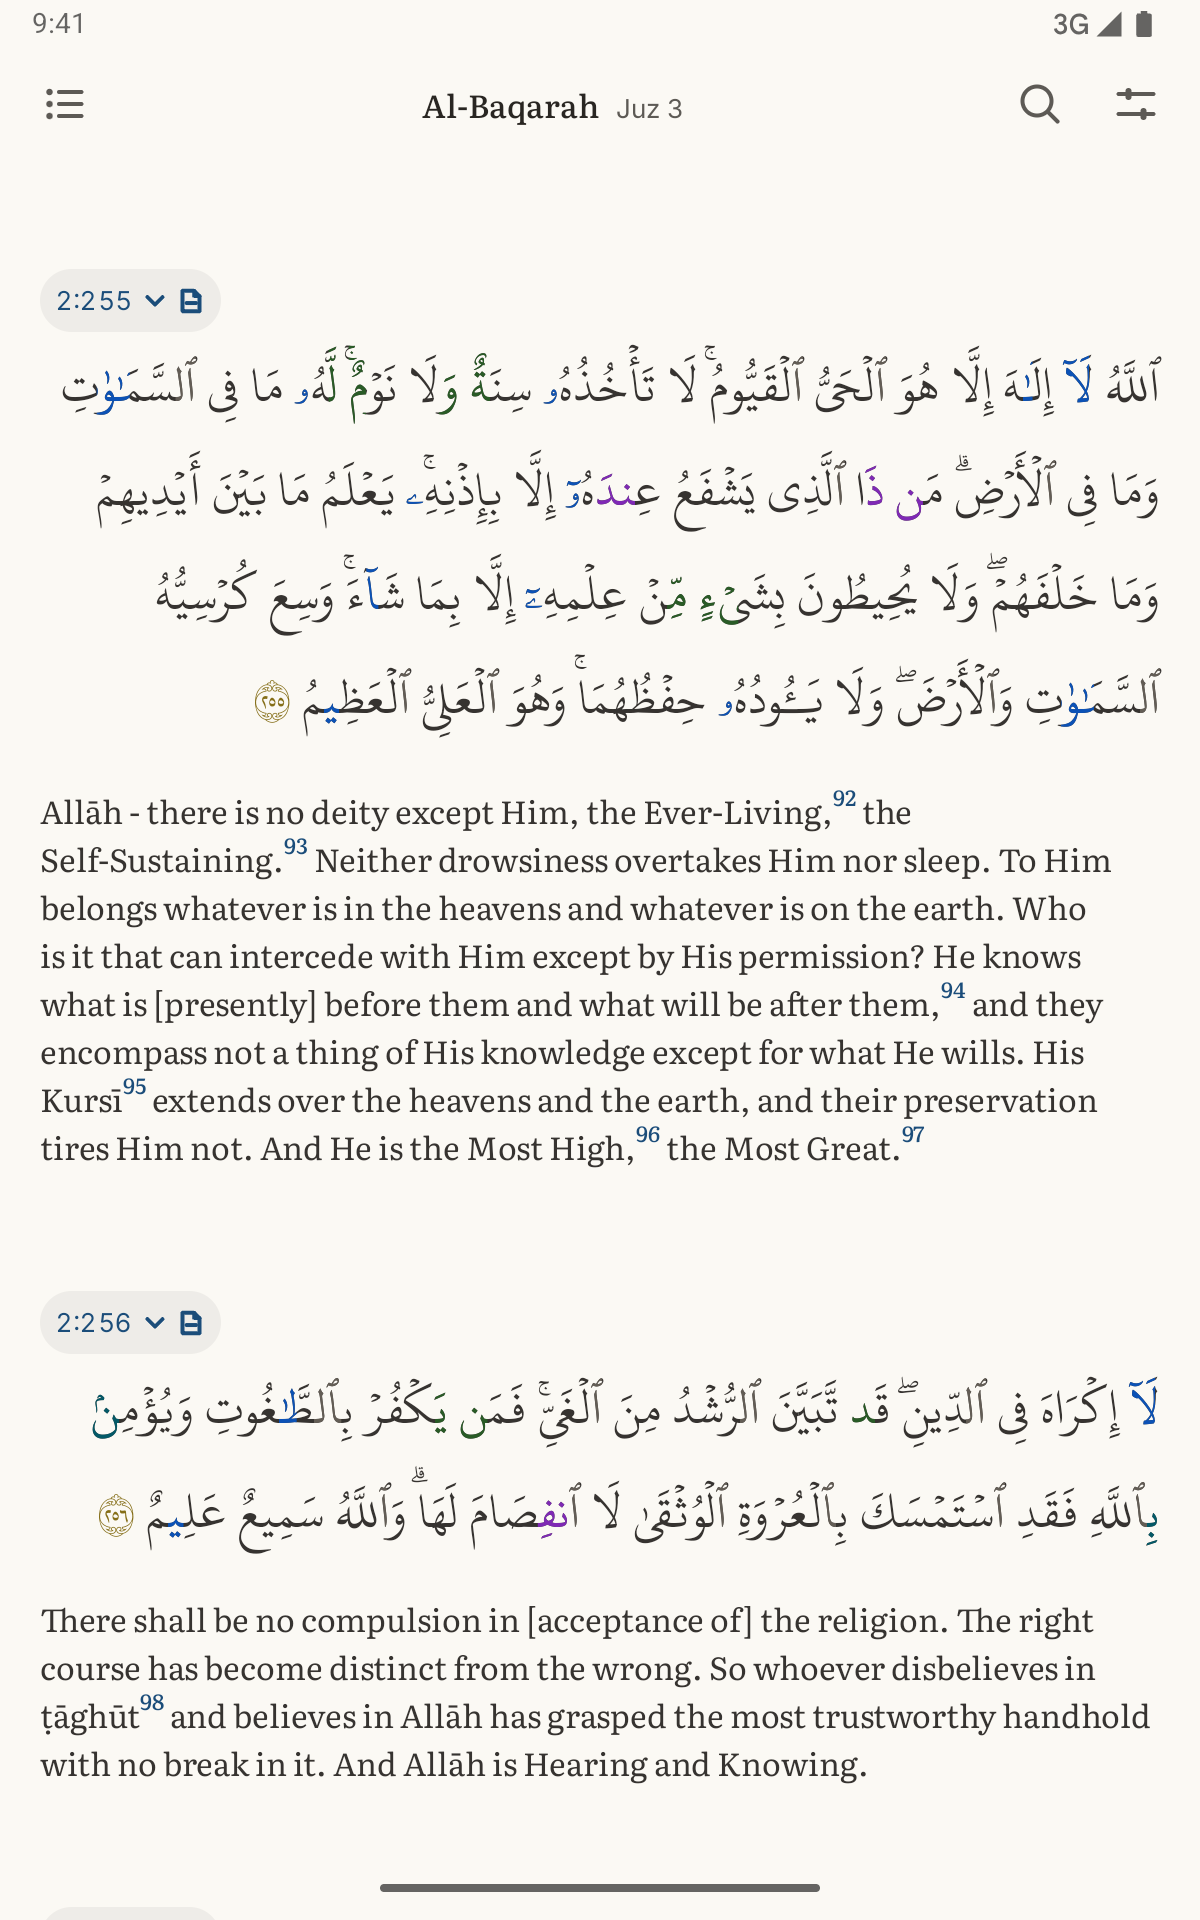 9:41
3G
Al-Baqarah Juz 3
2:255
ٱللَّهُ لَآ إِلَـٰهَ إِلَّا هُوَ ٱلْحَىُّ ٱلْقَيُّومُ ۚ لَا تَأْخُذُهُۥ سِنَةٌ وَلَا نَوْمٌ ۚ لَّهُۥ مَا فِى ٱلسَّمَـٰوَٰتِ
وَمَا فِى ٱلْأَرْضِ ۗ مَن ذَا ٱلَّذِى يَشْفَعُ عِندَهُۥٓ إِلَّا بِإِذْنِهِۦ ۚ يَعْلَمُ مَا بَيْنَ أَيْدِيهِمْ
وَمَا خَلْفَهُمْ ۖ وَلَا يُحِيطُونَ بِشَىْءٍ مِّنْ عِلْمِهِۦٓ إِلَّا بِمَا شَآءَ ۚ وَسِعَ كُرْسِيُّهُ
ٱلسَّمَـٰوَٰتِ وَٱلْأَرْضَ ۖ وَلَا يَـُٔودُهُۥ حِفْظُهُمَا ۚ وَهُوَ ٱلْعَلِىُّ ٱلْعَظِيمُ ٢٥٥
Allāh - there is no deity except Him, the Ever-Living,92 the
Self-Sustaining.93 Neither drowsiness overtakes Him nor sleep. To Him
belongs whatever is in the heavens and whatever is on the earth. Who
is it that can intercede with Him except by His permission? He knows
what is [presently] before them and what will be after them,94 and they
encompass not a thing of His knowledge except for what He wills. His
Kursī95 extends over the heavens and the earth, and their preservation
tires Him not. And He is the Most High,96 the Most Great.97
2:256
لَآ إِكْرَاهَ فِى ٱلدِّينِ ۖ قَد تَّبَيَّنَ ٱلرُّشْدُ مِنَ ٱلْغَىِّ ۚ فَمَن يَكْفُرْ بِٱلطَّـٰغُوتِ وَيُؤْمِنۢ
بِٱللَّهِ فَقَدِ ٱسْتَمْسَكَ بِٱلْعُرْوَةِ ٱلْوُثْقَىٰ لَا ٱنفِصَامَ لَهَا ۗ وَٱللَّهُ سَمِيعٌ عَلِيمٌ ٢٥٦
There shall be no compulsion in [acceptance of] the religion. The right
course has become distinct from the wrong. So whoever disbelieves in
ṭāghūt98 and believes in Allāh has grasped the most trustworthy handhold
with no break in it. And Allāh is Hearing and Knowing.